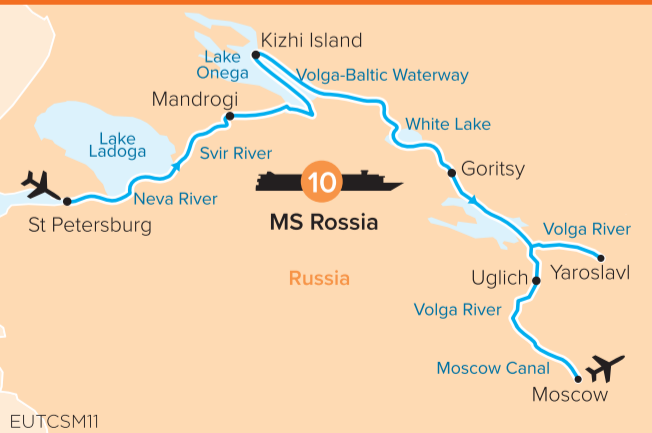 Kizhi Island
Lake
Onega
Volga-Baltic Waterway
Mandrogi
White Lake
Lake
Ladoga
Svir River
Goritsy
10
Neva River
St Petersburg
MS Rossia
Volga River
Russia
Uglich
Yaroslavl
Volga River
Moscow Canal
Moscow
EUTCSM11